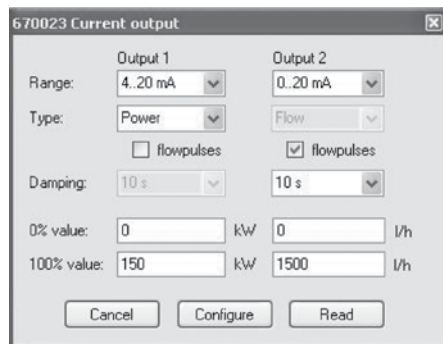 670023 Current output
Output 1 Output 2
Range: 4..20 mA 0..20 mA
Type: Power Flow
flowpulses flowpulses
Damping: 10 s 10 s
0% value: 0 kW 0 l/h
100% value: 150 kW 1500 l/h
Cancel Configure Read